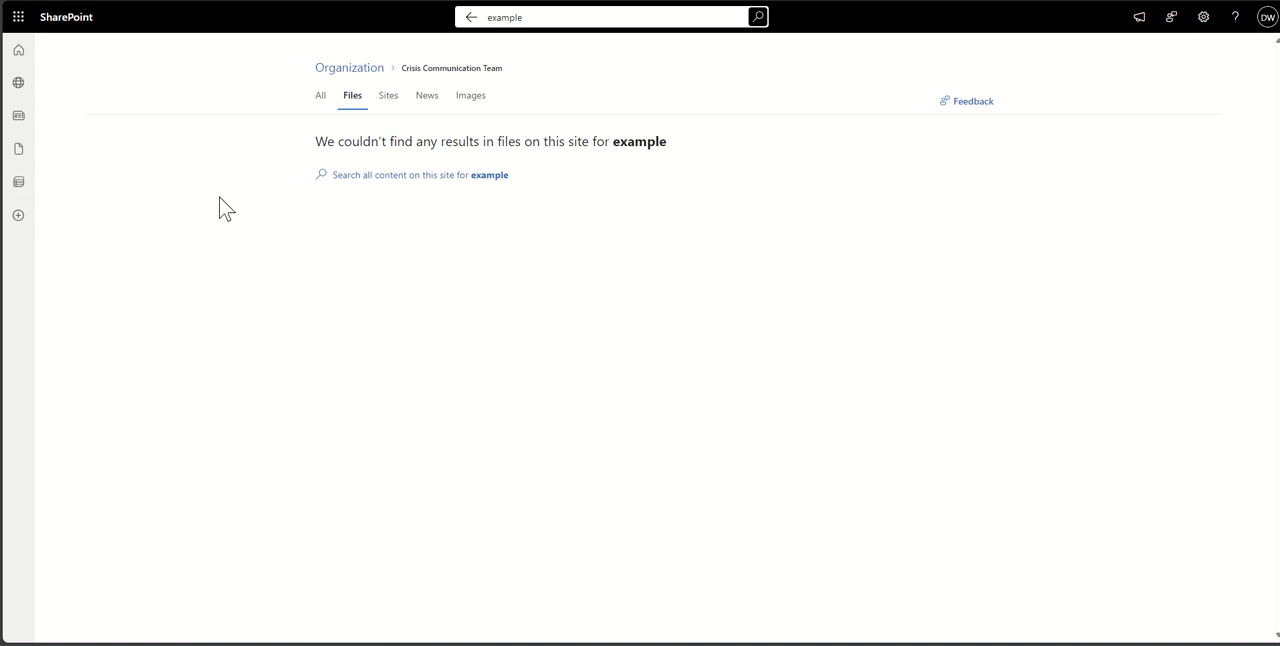 SharePoint
example
DW
Organization > Crisis Communication Team
All Files Sites News Images
Feedback
We couldn't find any results in files on this site for example
Search all content on this site for example